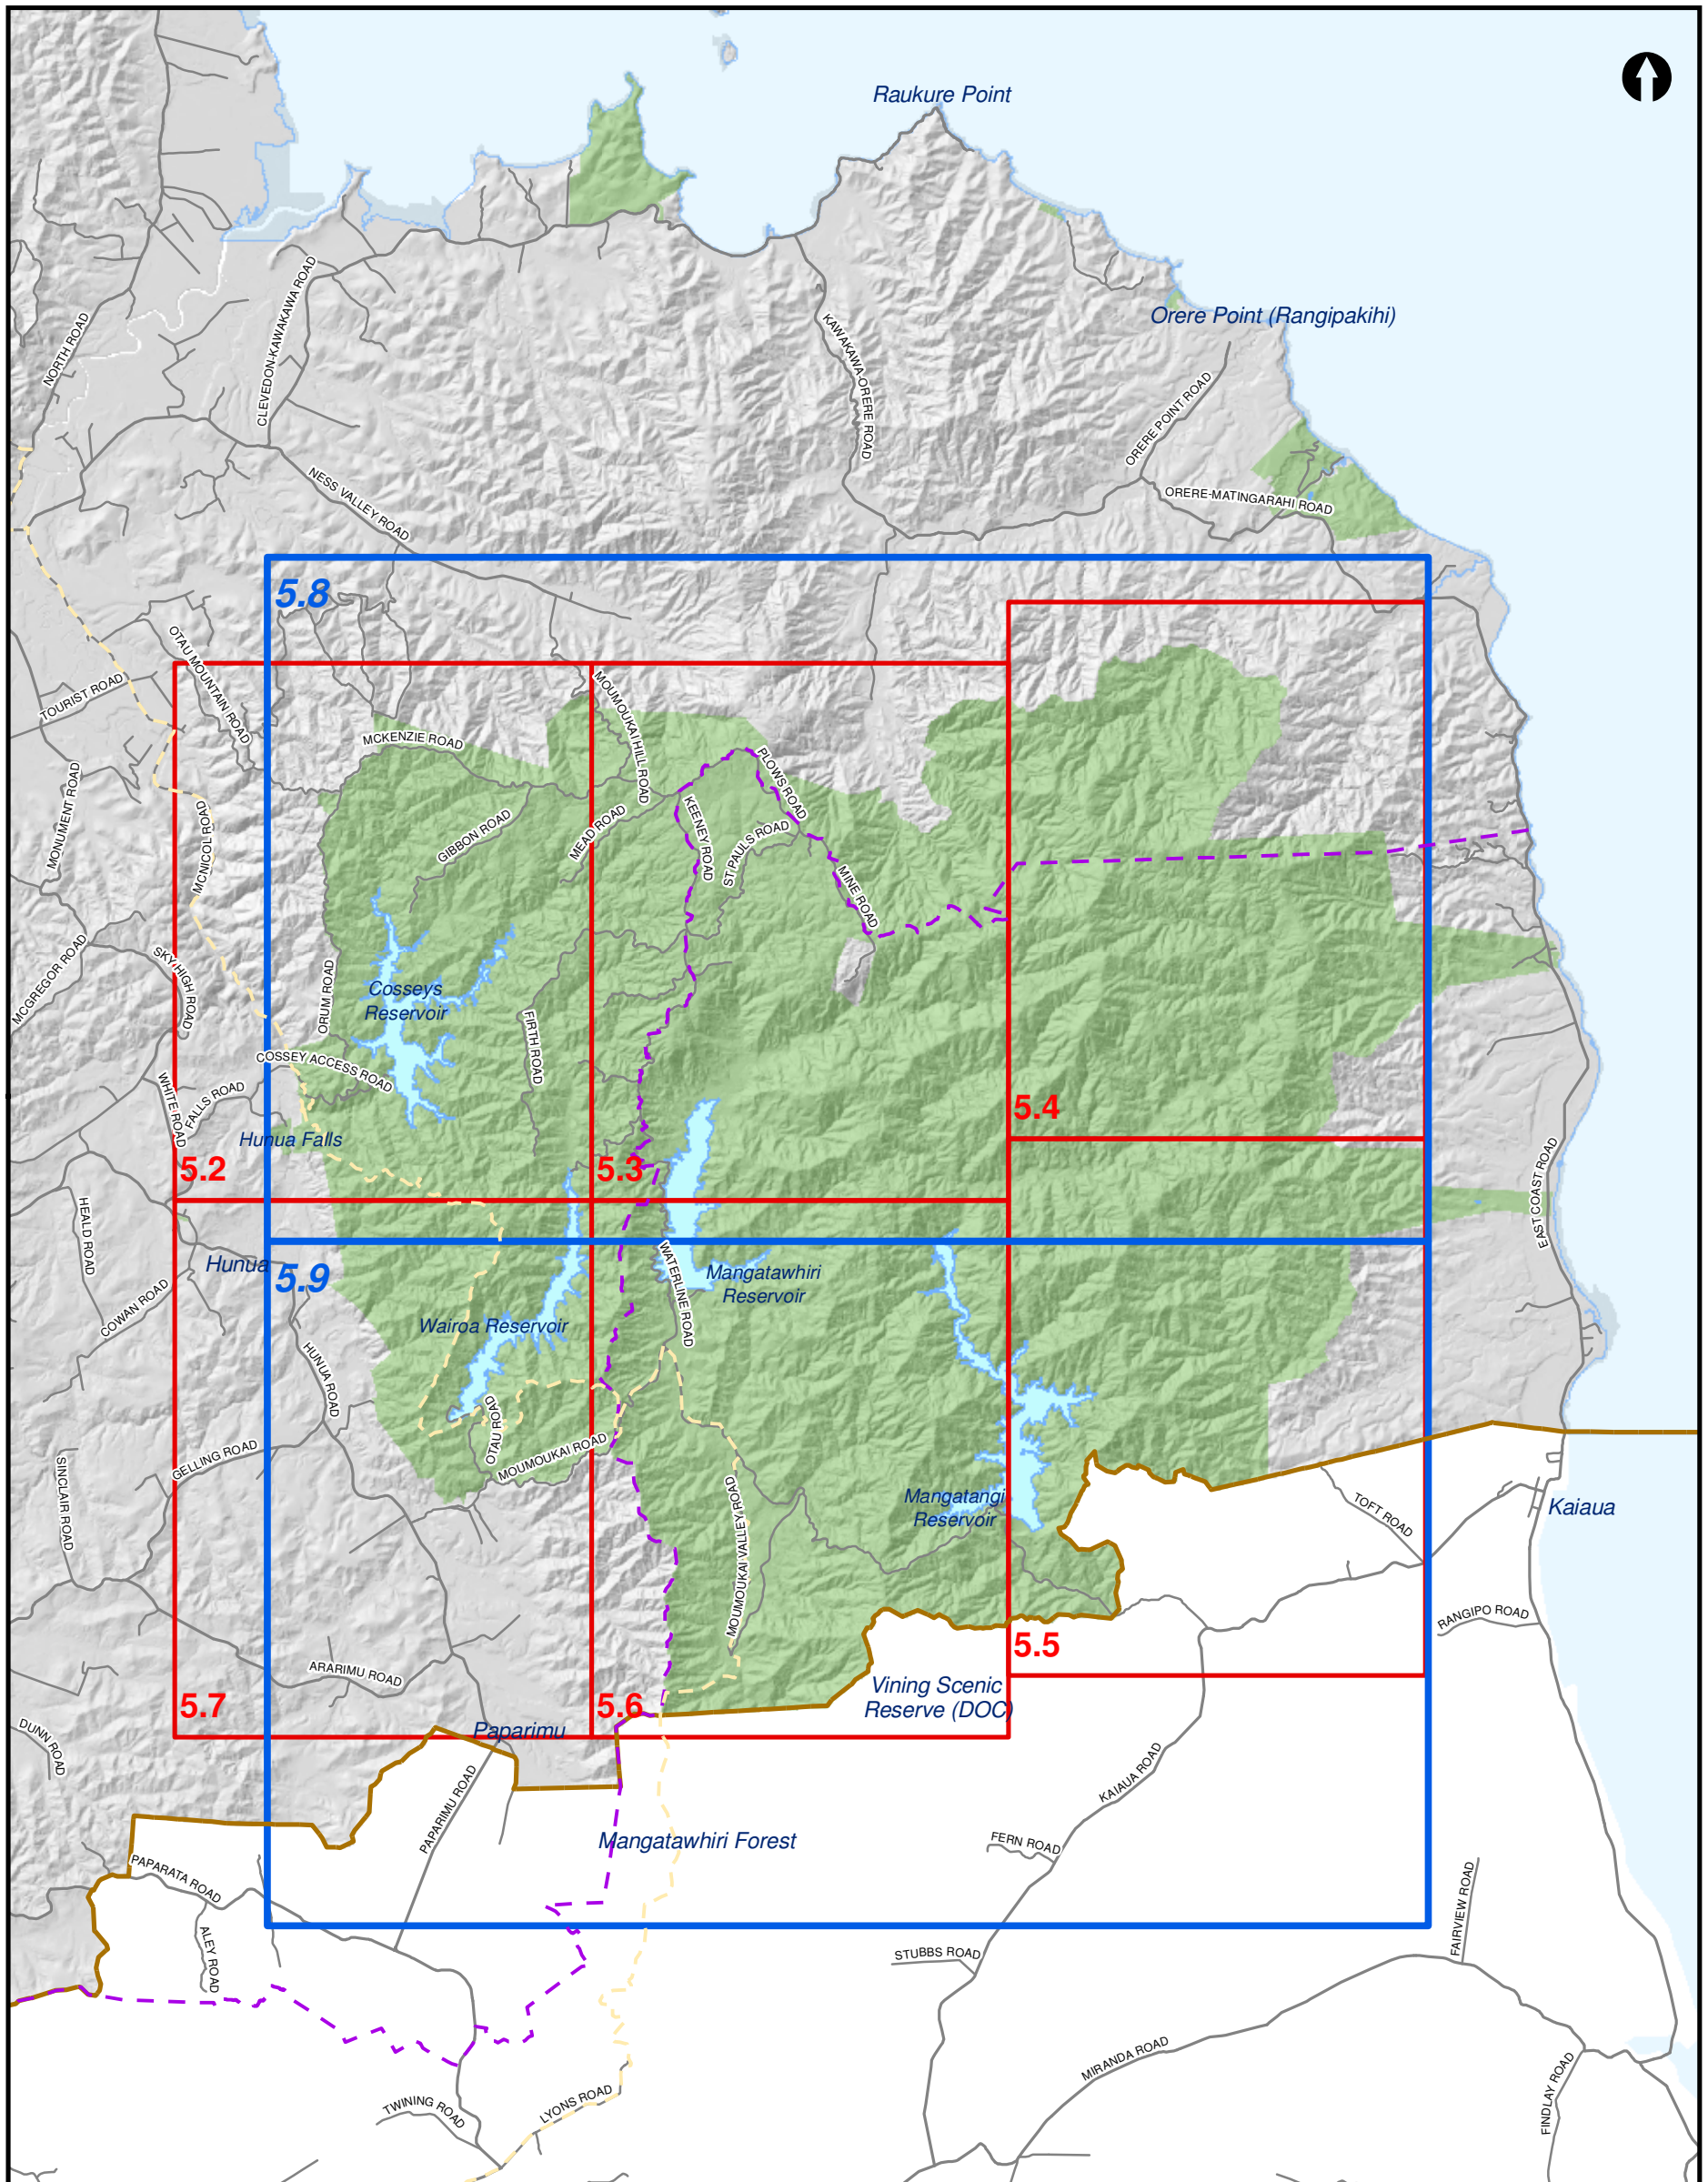 Raukure Point
Orere Point (Rangipakihi)
NORTH ROAD
CLEVEDON-KAWAKAWA ROAD
KAWAKAWA-ORERE ROAD
ORERE POINT ROAD
NESS VALLEY ROAD
ORERE-MATINGARAHI ROAD
5.8
OTAU MOUNTAIN ROAD
TOURIST ROAD
MOUMOUKAI HILL ROAD
MCKENZIE ROAD
PLOWS ROAD
MONUMENT ROAD
MCNICOL ROAD
GIBBON ROAD
MEAD ROAD
KEENEY ROAD
ST PAULS ROAD
MINE ROAD
MCGREGOR ROAD
SKY HIGH ROAD
ORUM ROAD
Cosseys
Reservoir
FIRTH ROAD
COSSEY ACCESS ROAD
WHITE ROAD
FALLS ROAD
5.4
Hunua Falls
5.2
5.3
EAST COAST ROAD
HEALD ROAD
Hunua
5.9
WATERLINE ROAD
Mangatawhiri
Reservoir
COWAN ROAD
Wairoa Reservoir
HUNUA ROAD
OTAU ROAD
MOUMOUKAI ROAD
GELLING ROAD
SINCLAIR ROAD
MOUMOUKAI VALLEY ROAD
Mangatangi
Reservoir
TOFT ROAD
Kaiaua
RANGIPO ROAD
5.5
ARARIMU ROAD
5.7
5.6
Vining Scenic
Reserve (DOC)
DUNN ROAD
Paparimu
PAPARIMU ROAD
KAIAUA ROAD
Mangatawhiri Forest
FERN ROAD
PAPARATA ROAD
ALEY ROAD
STUBBS ROAD
FAIRVIEW ROAD
MIRANDA ROAD
FINDLAY ROAD
TWINING ROAD
LYONS ROAD